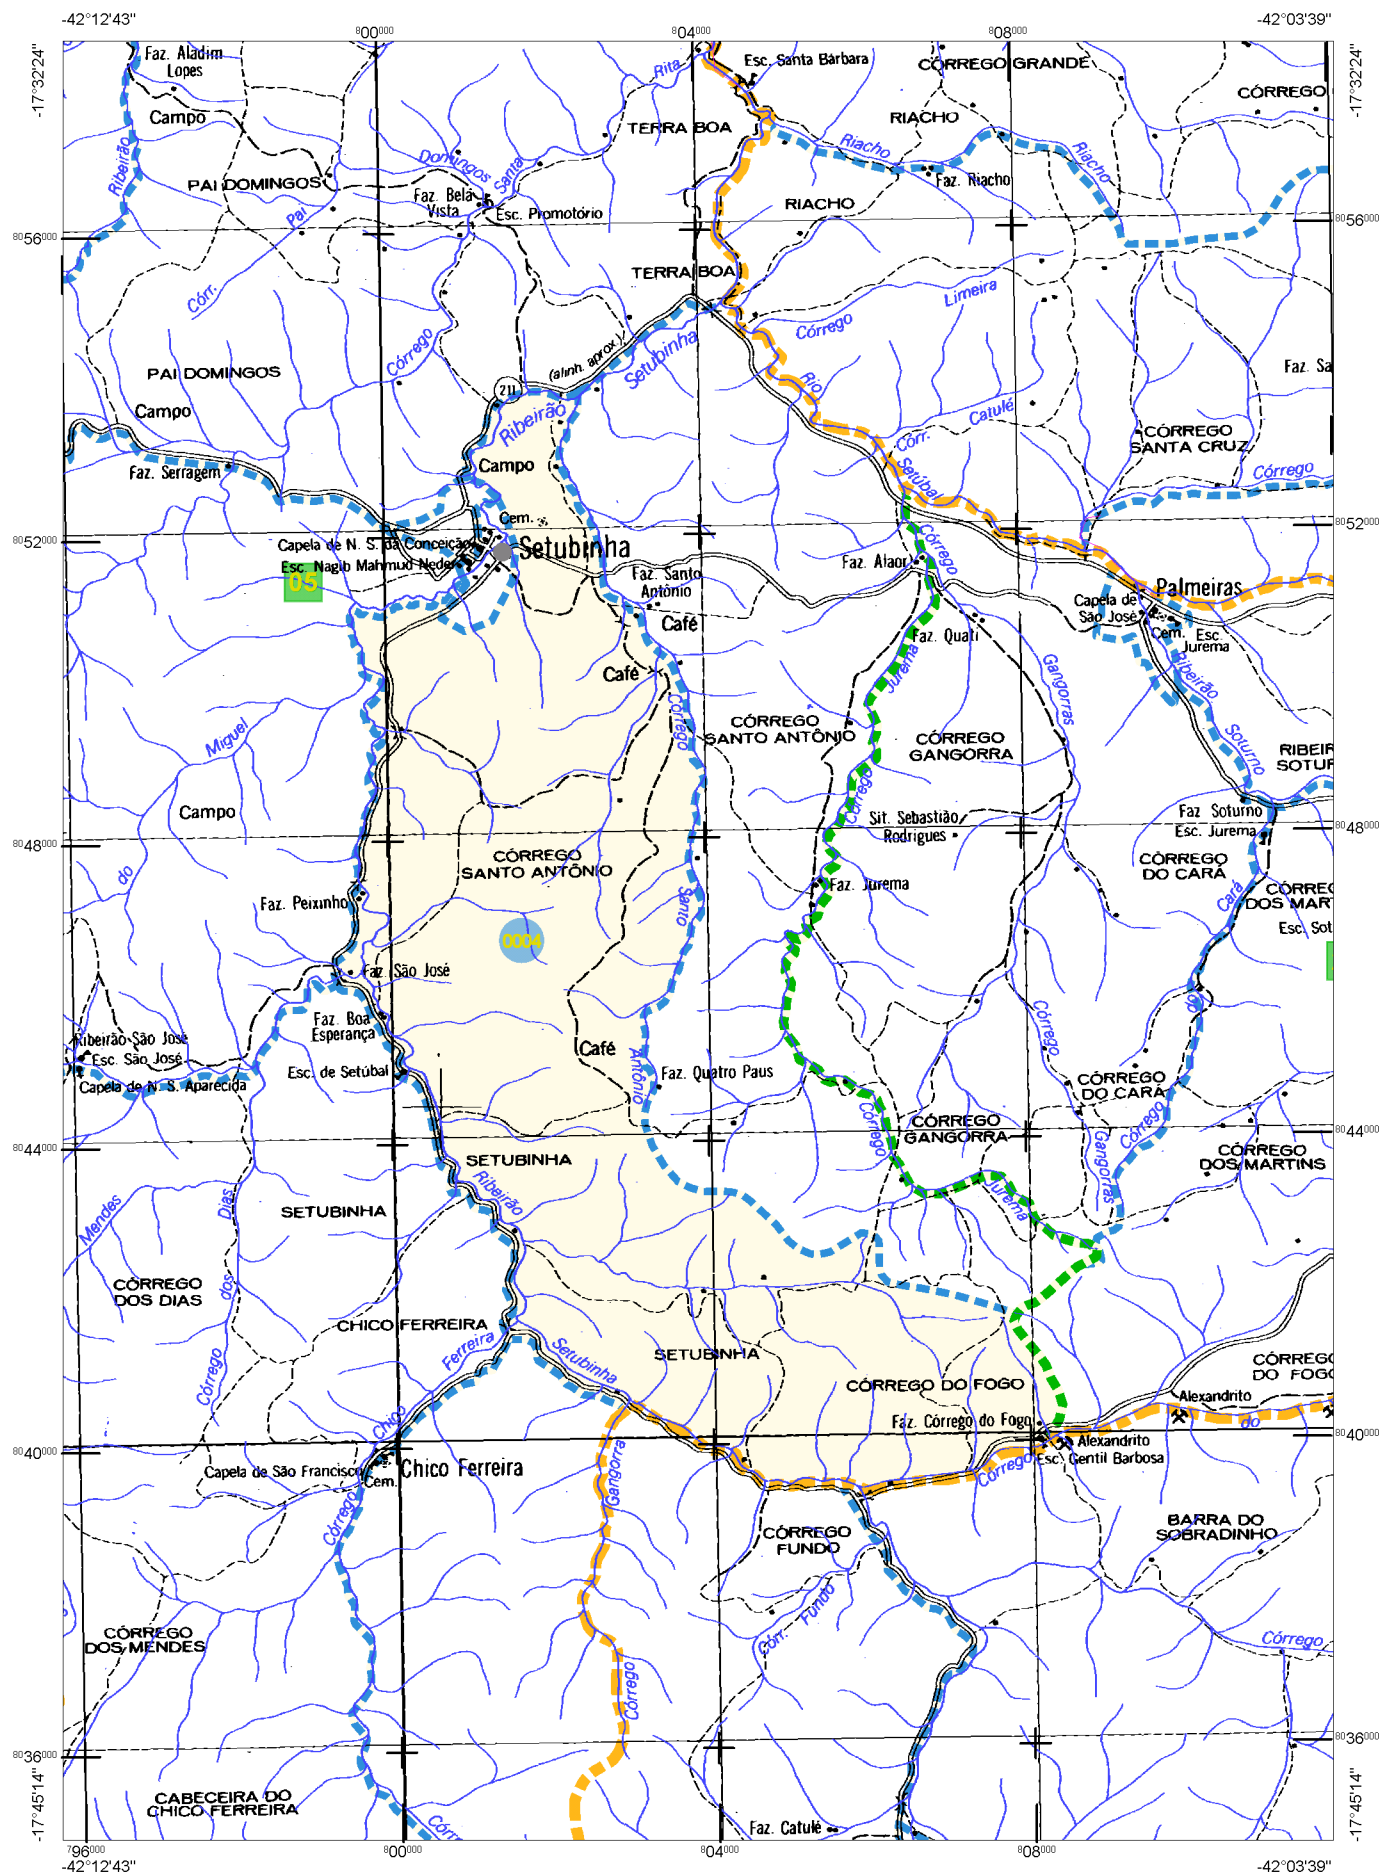 -42°12'43"
-42°03'39"
800000
804000
808000
-17°32'24"
-17°32'24"
Faz. Aladim
Lopes
Campo
Rita
Esc. Santa Bárbara
CÓRREGO GRANDE
CÓRREGO
RIACHO
TERRA BOA
Riacho
Riacho
Ribeirão
Domingos
Santa
PAI DOMINGOS
Faz. Bela
Vista
Esc. Promotório
Faz. Riacho
RIACHO
Pai
8056000
8056000
TERRA BOA
Córr.
Limeira
Córrego
Córrego
(alinh. aprox.)
Setubinha
PAI DOMINGOS
211
Rio
Faz. Sa
Campo
Ribeirão
Catulé
Córr.
CÓRREGO
SANTA CRUZ
Faz. Serragem
Campo
Setúbal
Córrego
Cem.
8052000
8052000
Capela de N. S. da Conceição
Setubinha
Córrego
Esc. Nagib Mahmud Neder
05
Faz. Santo
Antônio
Faz. Alaor
Palmeiras
Capela de
São José
Café
Faz. Quati
Cem.
Esc.
Jurema
Café
Jurema
Gangorras
Ribeirão
Córrego
Miguel
CÓRREGO
SANTO ANTÔNIO
CÓRREGO
GANGORRA
Soturno
RIBEIR
SOTUR
Campo
Córrego
Sit. Sebastião
Rodrigues
Faz Soturno
Esc. Jurema
8048000
8048000
CÓRREGO
SANTO ANTÔNIO
do
CÓRREGO
DO CARÁ
Faz. Jurema
Santo
Cará
CÓRREG
DOS MART
Faz. Peixinho
Esc. Sot
0004
Faz. São José
do
Faz. Boa
Esperança
Ribeirão São José
Esc. São José
Café
Córrego
Antônio
Capela de N. S. Aparecida
Esc. de Setúbal
Faz. Quatro Paus
CÓRREGO
DO CARÁ
Córrego
CÓRREGO
GANGORRA
Córrego
8044000
8044000
SETUBINHA
Gangorras
CÓRREGO
DOS MARTINS
Ribeirão
Jurema
Mendes
Dias
SETUBINHA
CÓRREGO
DOS DIAS
dos
CHICO FERREIRA
Ferreira
Setubinha
SETUBINHA
CÓRREGO
DO FOGO
Córrego
CÓRREGO DO FOGO
Alexandrito
Chico
Faz. Córrego do Fogo
do
8040000
8040000
Alexandrito
Esc. Gentil Barbosa
Capela de São Francisco
Chico Ferreira
Cem.
Gangorra
Córrego
Córrego
CÓRREGO
FUNDO
BARRA DO
SOBRADINHO
Fundo
Córr.
CÓRREGO
DOS MENDES
Córrego
Córrego
8036000
8036000
CABECEIRA DO
CHICO FERREIRA
Córr
Faz. Catulé
-17°45'14"
-17°45'14"
796000
800000
804000
808000
-42°12'43"
-42°03'39"